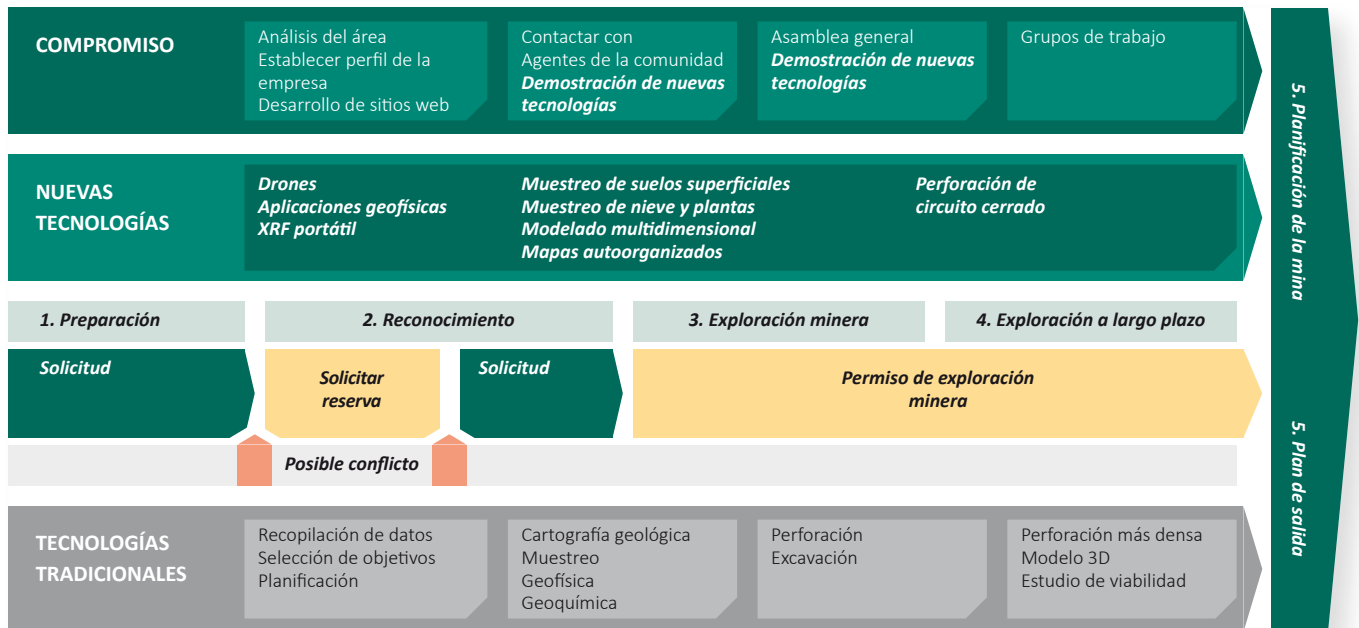 COMPROMISO
Análisis del área
Establecer perfil de la
empresa
Desarrollo de sitios web
Contactar con
Agentes de la comunidad
Demostración de nuevas
tecnologías
Asamblea general
Demostración de nuevas
tecnologías
Grupos de trabajo
NUEVAS
TECNOLOGÍAS
Drones
Aplicaciones geofísicas
XRF portátil
Muestreo de suelos superficiales
Muestreo de nieve y plantas
Modelado multidimensional
Mapas autoorganizados
Perforación de
circuito cerrado
1. Preparación
2. Reconocimiento
3. Exploración minera
4. Exploración a largo plazo
Solicitud
Solicitar
reserva
Solicitud
Permiso de exploración
minera
Posible conflicto
TECNOLOGÍAS
TRADICIONALES
Recopilación de datos
Selección de objetivos
Planificación
Cartografía geológica
Muestreo
Geofísica
Geoquímica
Perforación
Excavación
Perforación más densa
Modelo 3D
Estudio de viabilidad
5. Planificación de la mina
5. Plan de salida